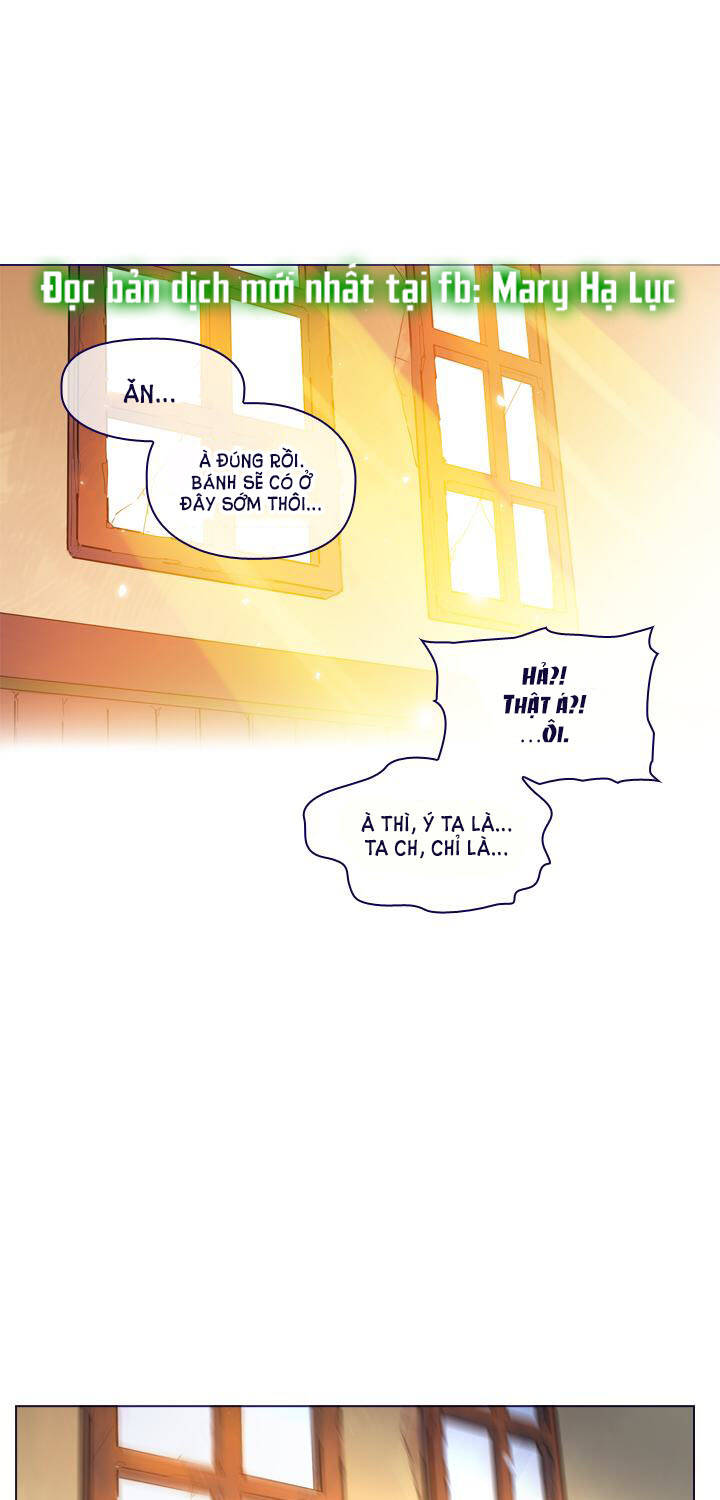 Đọc bản dịch mới nhất tại fb: Mary Hạ Lục
ĂN...
À ĐÚNG RỒI.
BÁNH SẼ CÓ Ở
ĐÂY SỚM THÔI...
HẢ?!
THẬT Á?!
...ÔI.
À THÌ, Ý TA LÀ...
TA CH, CHỈ LÀ...